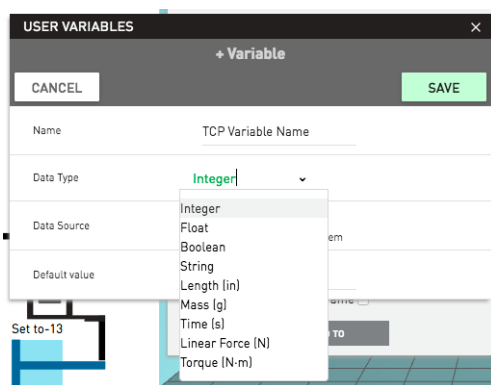 USER VARIABLES ×
+ Variable
CANCEL SAVE
Name TCP Variable Name
Data Type Integer
Integer
Float
Data Source
em
Boolean
String
Default value
Length (in)
Mass (g)
Time (s)
Set to-13
Linear Force (N)
TO
Torque (N·m)